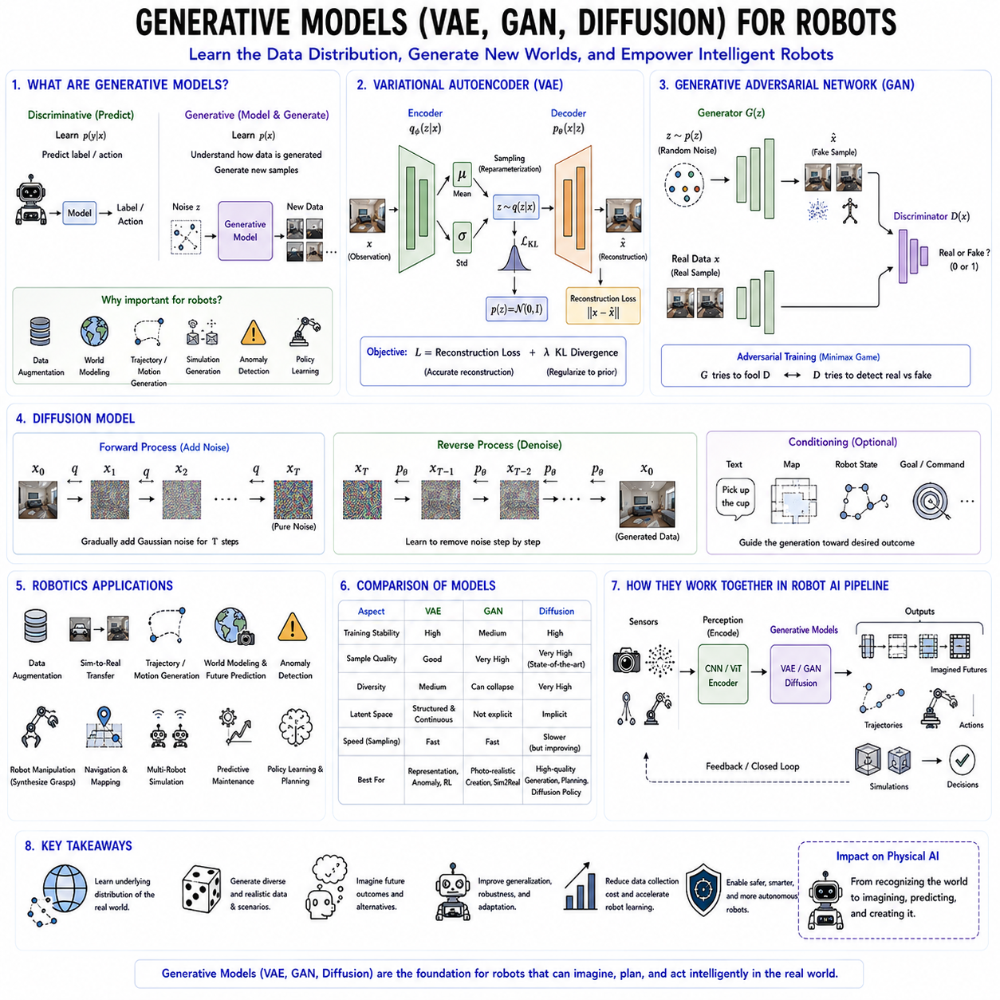 GENERATIVE MODELS (VAE, GAN, DIFFUSION) FOR ROBOTS
Learn the Data Distribution, Generate New Worlds, and Empower Intelligent Robots
1. WHAT ARE GENERATIVE MODELS?
Discriminative (Predict)
Learn p(y|x)
Predict label / action
Model
Label /
Action
Generative (Model & Generate)
Learn p(x)
Understand how data is generated
Generate new samples
Noise z
Generative
Model
New Data
...
Why important for robots?
Data
Augmentation
World
Modeling
Trajectory /
Motion
Generation
Simulation
Generation
Anomaly
Detection
Policy
Learning
2. VARIATIONAL AUTOENCODER (VAE)
Encoder
qϕ(z|x)
Decoder
pθ(x|z)
Sampling
(Reparameterization)
μ
Mean
σ
Std
z ~ q(z|x)
x
(Observation)
ℒKL
x̂
(Reconstruction)
p(z)=𝒩(0,I)
Reconstruction Loss
||x − x̂||
Objective: L = Reconstruction Loss + λ KL Divergence
(Accurate reconstruction) (Regularize to prior)
3. GENERATIVE ADVERSARIAL NETWORK (GAN)
Generator G(z)
z ~ p(z)
(Random Noise)
x̂
(Fake Sample)
Discriminator D(x)
Real or Fake?
(0 or 1)
Real Data x
(Real Sample)
Adversarial Training (Minimax Game)
G tries to fool D ⟷ D tries to detect real vs fake
4. DIFFUSION MODEL
Forward Process (Add Noise)
x0 q x1 q x2 q xT
....
(Pure Noise)
Gradually add Gaussian noise for T steps
Reverse Process (Denoise)
xT pθ xT−1 pθ xT−2 pθ pθ x0
...
(Generated Data)
Learn to remove noise step by step
Conditioning (Optional)
Text
Map
Robot State
Goal / Command
Pick up
the cup
...
Guide the generation toward desired outcome
5. ROBOTICS APPLICATIONS
Data
Augmentation
Sim-to-Real
Transfer
Trajectory /
Motion Generation
World Modeling &
Future Prediction
Anomaly
Detection
Robot Manipulation
(Synthesize Grasps)
Navigation &
Mapping
Multi-Robot
Simulation
Predictive
Maintenance
Policy Learning &
Planning
6. COMPARISON OF MODELS
Aspect VAE GAN Diffusion
Training Stability High Medium High
Sample Quality Good Very High Very High
(State-of-the-art)
Diversity Medium Can collapse Very High
Latent Space Structured &
Continuous Not explicit Implicit
Speed (Sampling) Fast Fast Slower
(but improving)
Best For Representation,
Anomaly, RL Photo-realistic
Creation, Sim2Real High-quality
Generation, Planning,
Diffusion Policy
7. HOW THEY WORK TOGETHER IN ROBOT AI PIPELINE
Sensors
Perception
(Encode)
CNN / ViT
Encoder
Generative Models
VAE / GAN
Diffusion
Outputs
Imagined Futures
Trajectories
Actions
Simulations
Decisions
Feedback / Closed Loop
8. KEY TAKEAWAYS
Learn underlying
distribution of the
real world.
Generate diverse
and realistic data
& scenarios.
Imagine future
outcomes and
alternatives.
Improve generalization,
robustness, and
adaptation.
Reduce data collection
cost and accelerate
robot learning.
Enable safer, smarter,
and more autonomous
robots.
Impact on Physical AI
From recognizing the world
to imagining, predicting,
and creating it.
Generative Models (VAE, GAN, Diffusion) are the foundation for robots that can imagine, plan, and act intelligently in the real world.